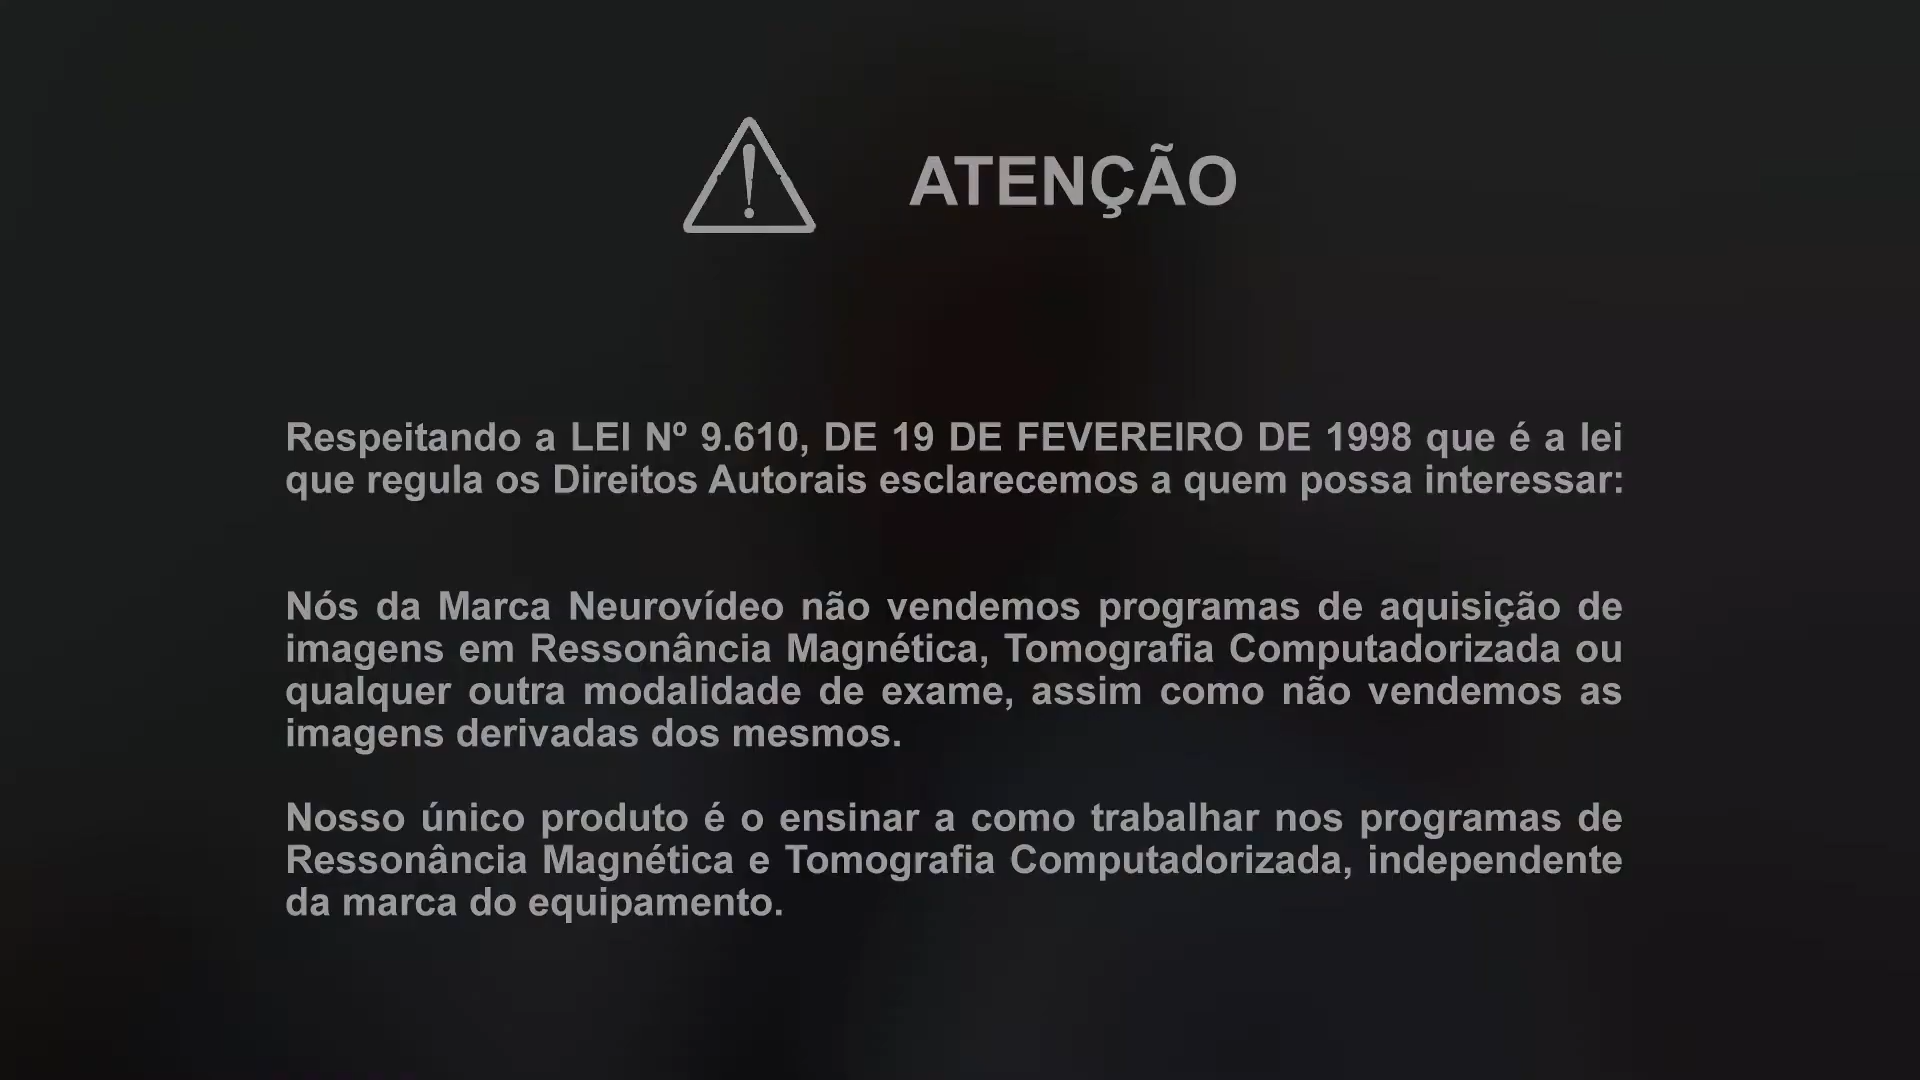 ATENÇÃO
Respeitando a LEI Nº 9.610, DE 19 DE FEVEREIRO DE 1998 que é a lei
que regula os Direitos Autorais esclarecemos a quem possa interessar:
Nós da Marca Neurovídeo não vendemos programas de aquisição de
imagens em Ressonância Magnética, Tomografia Computadorizada ou
qualquer outra modalidade de exame, assim como não vendemos as
imagens derivadas dos mesmos.
Nosso único produto é o ensinar a como trabalhar nos programas de
Ressonância Magnética e Tomografia Computadorizada, independente
da marca do equipamento.